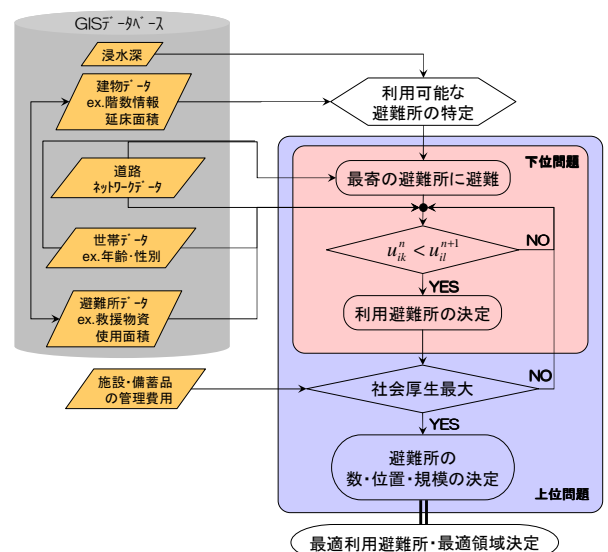 GISデータベース
浸水深
建物データ
ex.階数情報
延床面積
利用可能な
避難所の特定
下位問題
道路
ネットワークデータ
最寄の避難所に避難
世帯データ
ex.年齢・性別
u_{ik}^{n} < u_{il}^{n+1}
NO
YES
避難所データ
ex.救援物資
使用面積
利用避難所の決定
施設・備蓄品
の管理費用
社会厚生最大
NO
YES
避難所の
数・位置・規模の決定
上位問題
最適利用避難所・最適領域決定